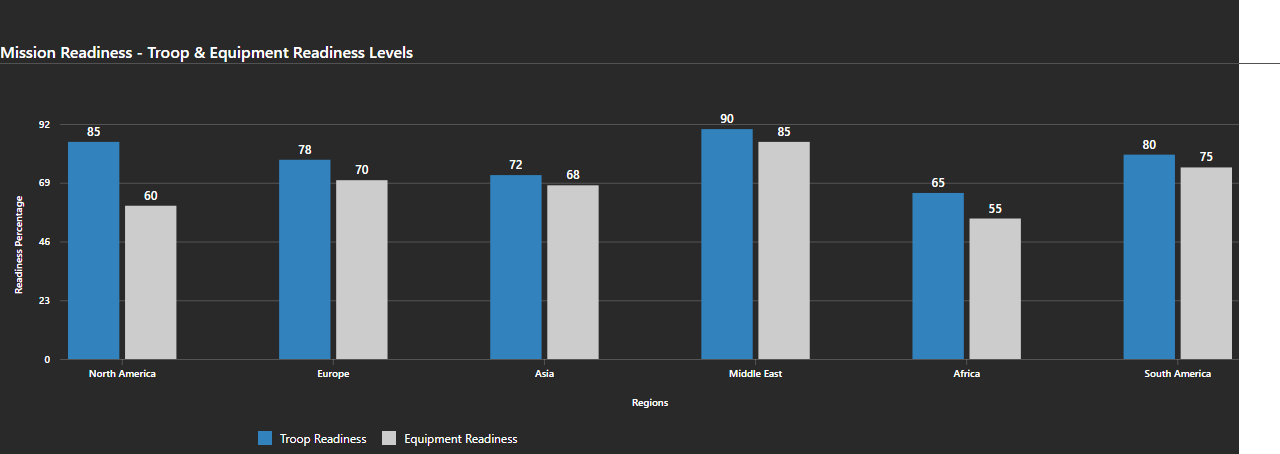 Mission Readiness - Troop & Equipment Readiness Levels
92
69
46
23
0
Readiness Percentage
85
60
78
70
72
68
90
85
65
55
80
75
North America
Europe
Asia
Middle East
Africa
South America
Regions
Troop Readiness
Equipment Readiness